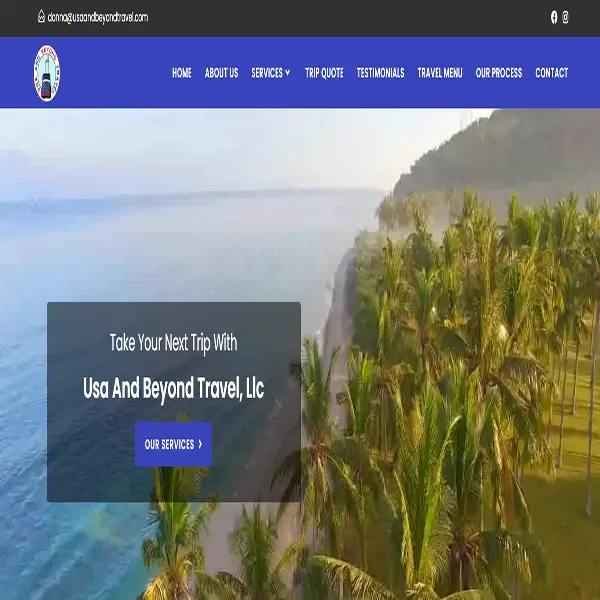 donna@usaandbeyondtravel.com
HOME ABOUT US SERVICES TRIP QUOTE TESTIMONIALS TRAVEL MENU OUR PROCESS CONTACT
Take Your Next Trip With
Usa And Beyond Travel, Llc
OUR SERVICES